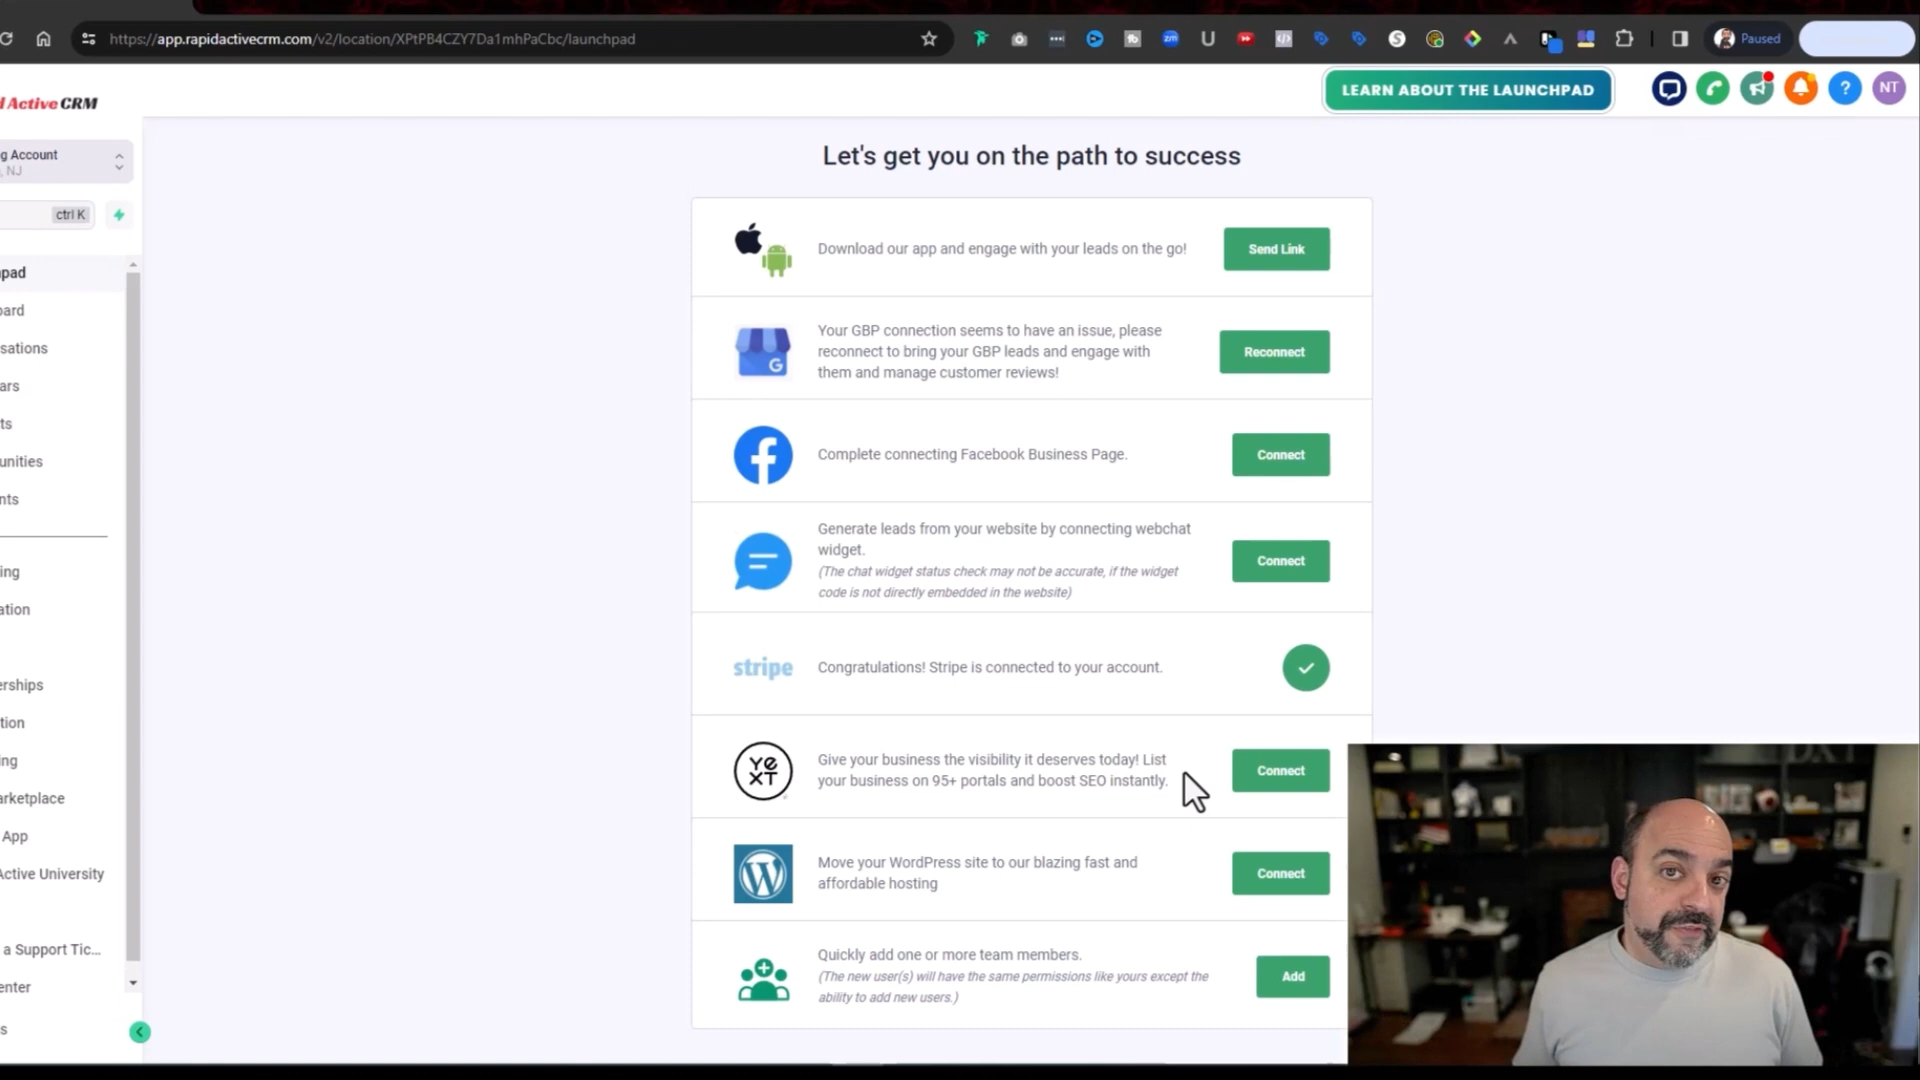 https://app.rapidactivecrm.com/v2/location/XPtPB4CZY7Da1mhPaCbc/launchpad
Paused
Active CRM
LEARN ABOUT THE LAUNCHPAD
?
NT
g Account
, NJ
ctrl K
pad
oard
sations
ars
ts
unities
nts
ing
ation
erships
tion
ing
arketplace
App
Active University
a Support Tic...
enter
s
Let's get you on the path to success
Download our app and engage with your leads on the go!
Send Link
Your GBP connection seems to have an issue, please
reconnect to bring your GBP leads and engage with
them and manage customer reviews!
Reconnect
G
Complete connecting Facebook Business Page.
Connect
Generate leads from your website by connecting webchat
widget.
(The chat widget status check may not be accurate, if the widget
code is not directly embedded in the website)
Connect
stripe
Congratulations! Stripe is connected to your account.
YEXT
Give your business the visibility it deserves today! List
your business on 95+ portals and boost SEO instantly.
Connect
Move your WordPress site to our blazing fast and
affordable hosting
Connect
Quickly add one or more team members.
(The new user(s) will have the same permissions like yours except the
ability to add new users.)
Add